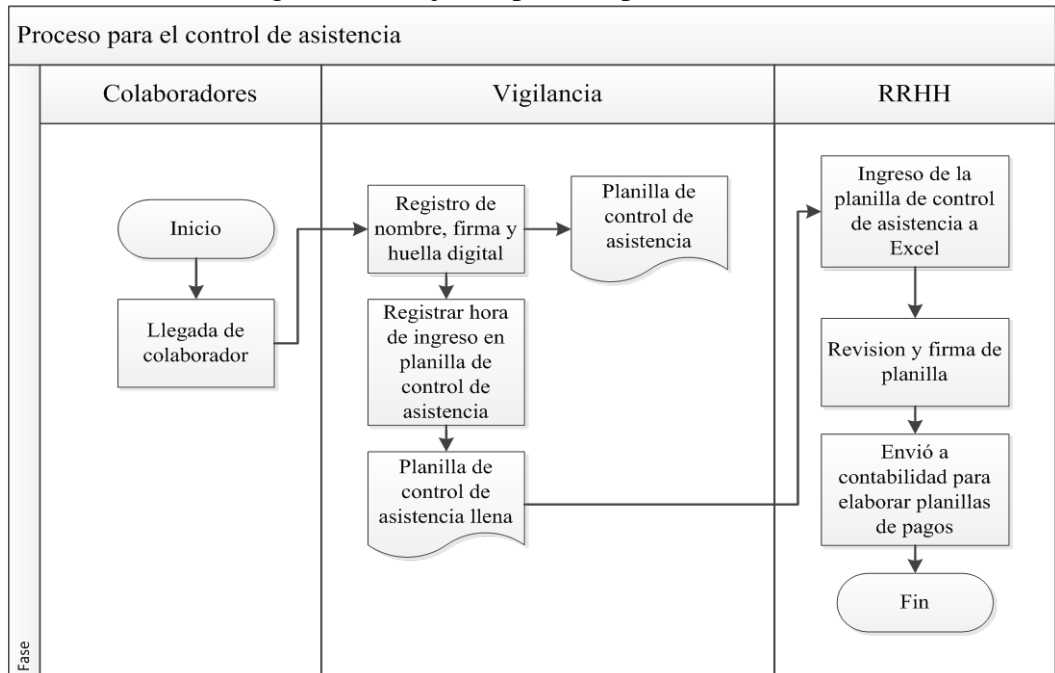 Proceso para el control de asistencia
Colaboradores
Vigilancia
RRHH
Inicio
Llegada de
colaborador
Registro de
nombre, firma y
huella digital
Planilla de
control de
asistencia
Registrar hora
de ingreso en
planilla de
control de
asistencia
Planilla de
control de
asistencia llena
Ingreso de la
planilla de control
de asistencia a
Excel
Revision y firma de
planilla
Envió a
contabilidad para
elaborar planillas
de pagos
Fin
Fase